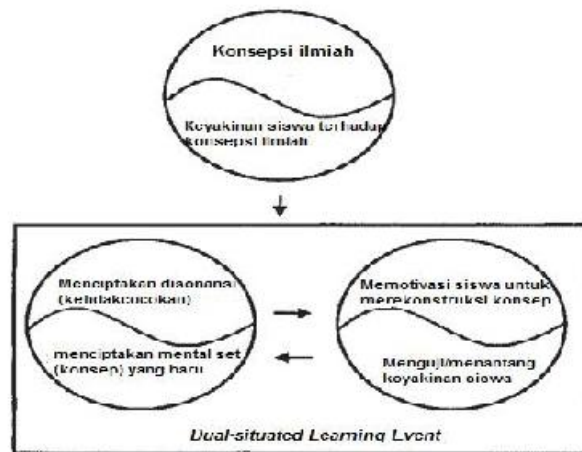 Konsepsi ilmiah
Keyakinan siswa terhadap
konsepsi ilmiah
Menciptakan disonansi
(ketidakcocokan)
menciptakan mental set
(konsep) yang baru
Memotivasi siswa untuk
merekonstruksi konsep
Menguji/menantang
keyakinan siswa
Dual-situated Learning Event